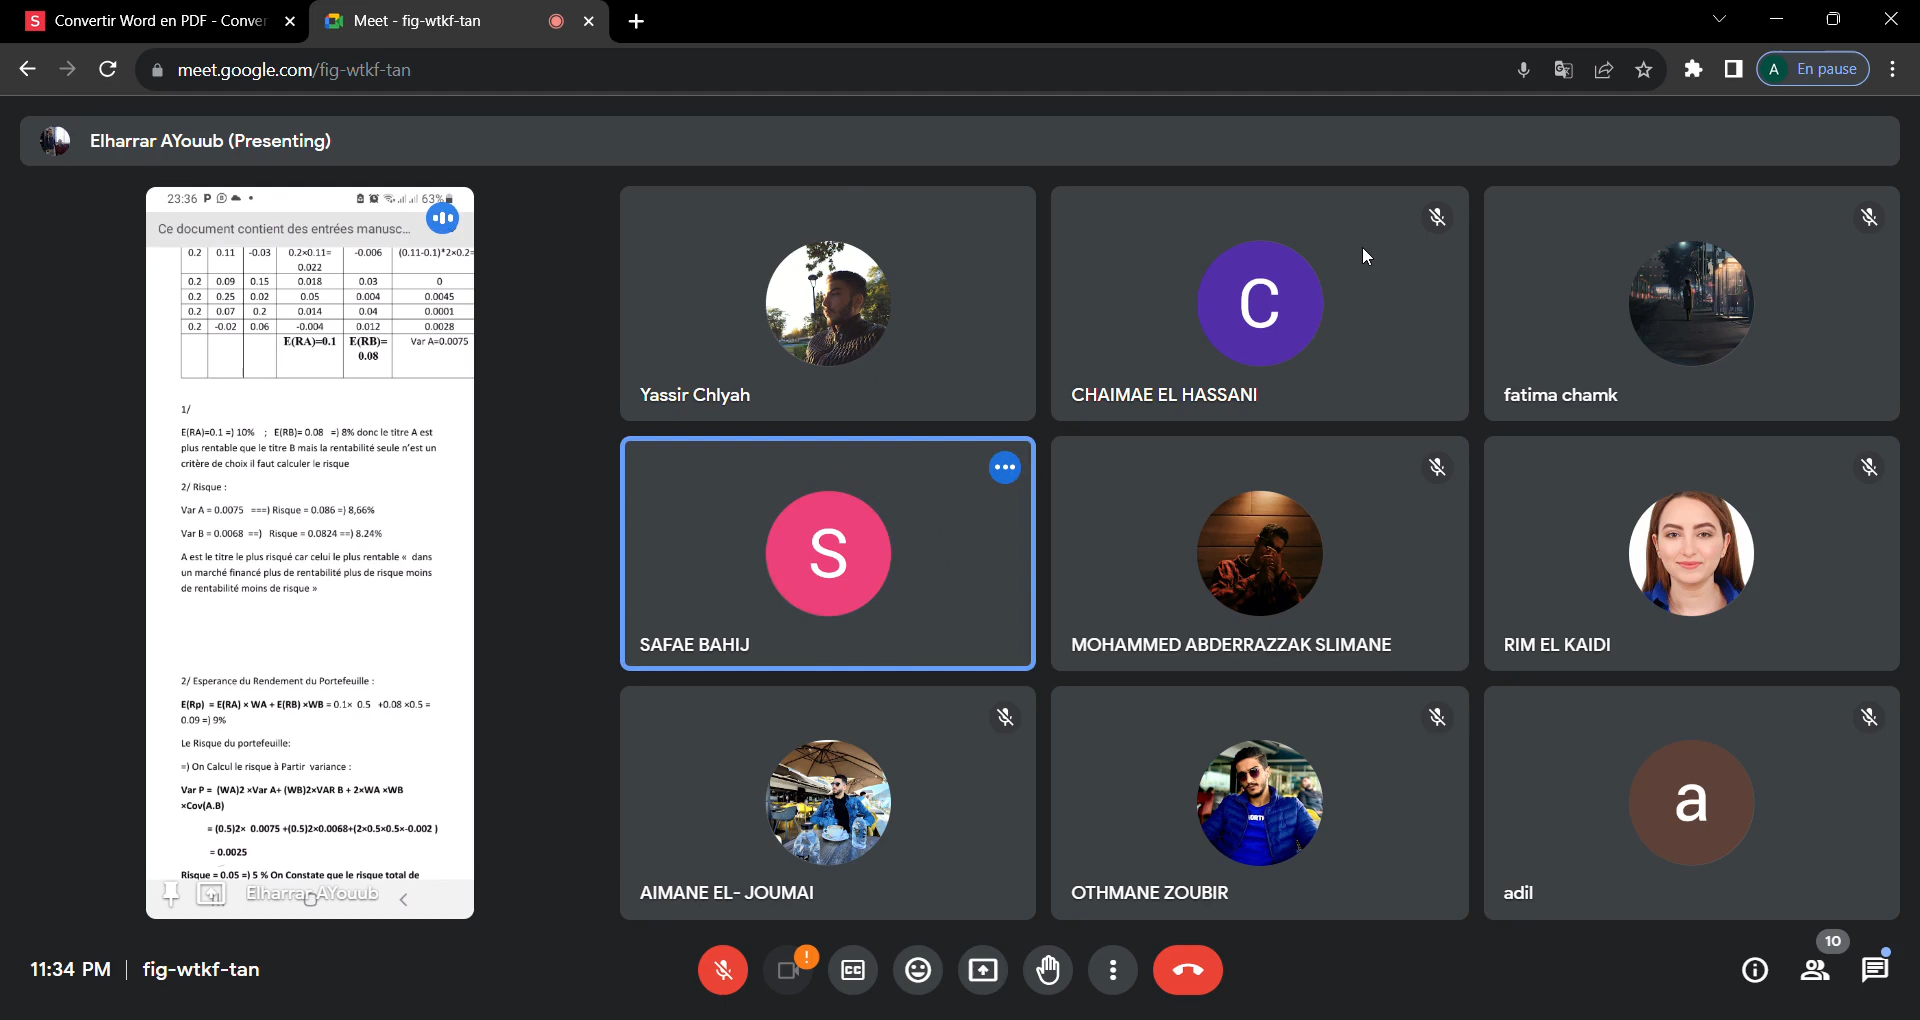 S Convertir Word en PDF - Conver
Meet - fig-wtkf-tan
meet.google.com/fig-wtkf-tan
A En pause
Elharrar AYouub (Presenting)
23:36 P 63%
Ce document contient des entrées manusc...
0.2 0.11 -0.03 0.2×0.11= -0.006 (0.11-0.1)*2×0.2=
0.022
0.2 0.09 0.15 0.018 0.03 0
0.2 0.25 0.02 0.05 0.004 0.0045
0.2 0.07 0.2 0.014 0.04 0.0001
0.2 -0.02 0.06 -0.004 0.012 0.0028
E(RA)=0.1 E(RB)= Var A=0.0075
0.08
1/
E(RA)=0.1 =) 10% ; E(RB)= 0.08 =) 8% donc le titre A est
plus rentable que le titre B mais la rentabilité seule n'est un
critère de choix il faut calculer le risque
2/ Risque :
Var A = 0.0075 ===) Risque = 0.086 =) 8,66%
Var B = 0.0068 ==) Risque = 0.0824 ==) 8.24%
A est le titre le plus risqué car celui le plus rentable « dans
un marché financé plus de rentabilité plus de risque moins
de rentabilité moins de risque »
2/ Esperance du Rendement du Portefeuille :
E(Rp) = E(RA) × WA + E(RB) ×WB = 0.1× 0.5 +0.08 ×0.5 =
0.09 =) 9%
Le Risque du portefeuille:
=) On Calcul le risque à Partir variance :
Var P = (WA)2 ×Var A+ (WB)2×VAR B + 2×WA ×WB
×Cov(A.B)
= (0.5)2× 0.0075 +(0.5)2×0.0068+(2×0.5×0.5×-0.002 )
= 0.0025
Risque = 0.05 =) 5 % On Constate que le risque total de
Elharrar AYouub
Yassir Chlyah
C
CHAIMAE EL HASSANI
fatima chamk
S
SAFAE BAHIJ
MOHAMMED ABDERRAZZAK SLIMANE
RIM EL KAIDI
AIMANE EL- JOUMAI
OTHMANE ZOUBIR
a
adil
11:34 PM | fig-wtkf-tan
!
CC
10